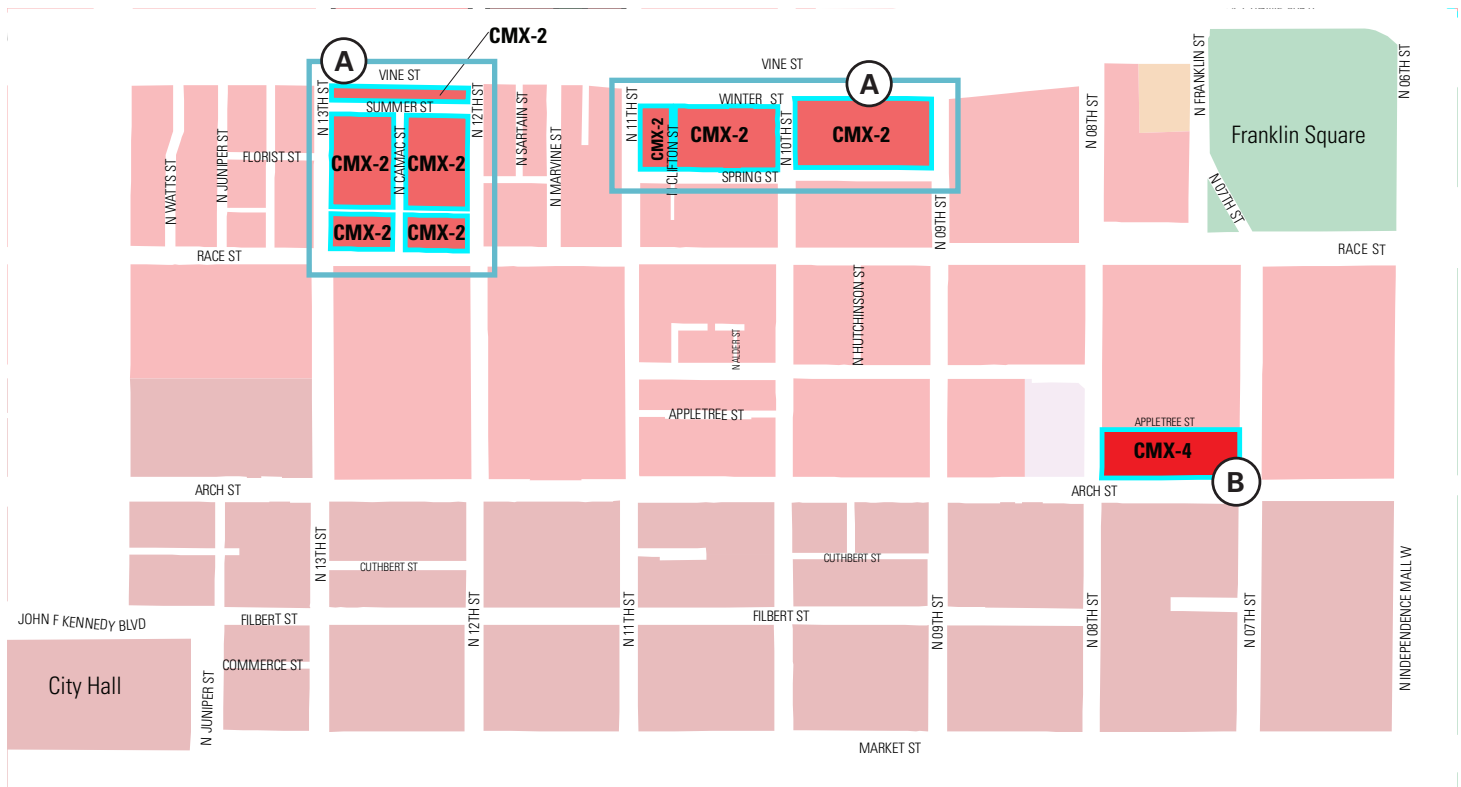 CMX-2
A
VINE ST
N 13TH ST
SUMMER ST
N 12TH ST
N SARTAIN ST
N MARVINE ST
N WATTS ST
N JUNIPER ST
FLORIST ST
CMX-2
N CAMAC ST
CMX-2
CMX-2
CMX-2
VINE ST
A
N 11TH ST
WINTER ST
CMX-2
N CLIFTON ST
CMX-2
N 10TH ST
CMX-2
SPRING ST
N 09TH ST
N 08TH ST
N FRANKLIN ST
Franklin Square
N 06TH ST
N 07TH ST
RACE ST
RACE ST
N ALDER ST
N HUTCHINSON ST
APPLETREE ST
APPLETREE ST
CMX-4
B
ARCH ST
ARCH ST
N 13TH ST
CUTHBERT ST
CUTHBERT ST
JOHN F KENNEDY BLVD
FILBERT ST
N 12TH ST
N 11TH ST
FILBERT ST
N 09TH ST
N 08TH ST
N 07TH ST
N INDEPENDENCE MALL W
City Hall
COMMERCE ST
N JUNIPER ST
MARKET ST